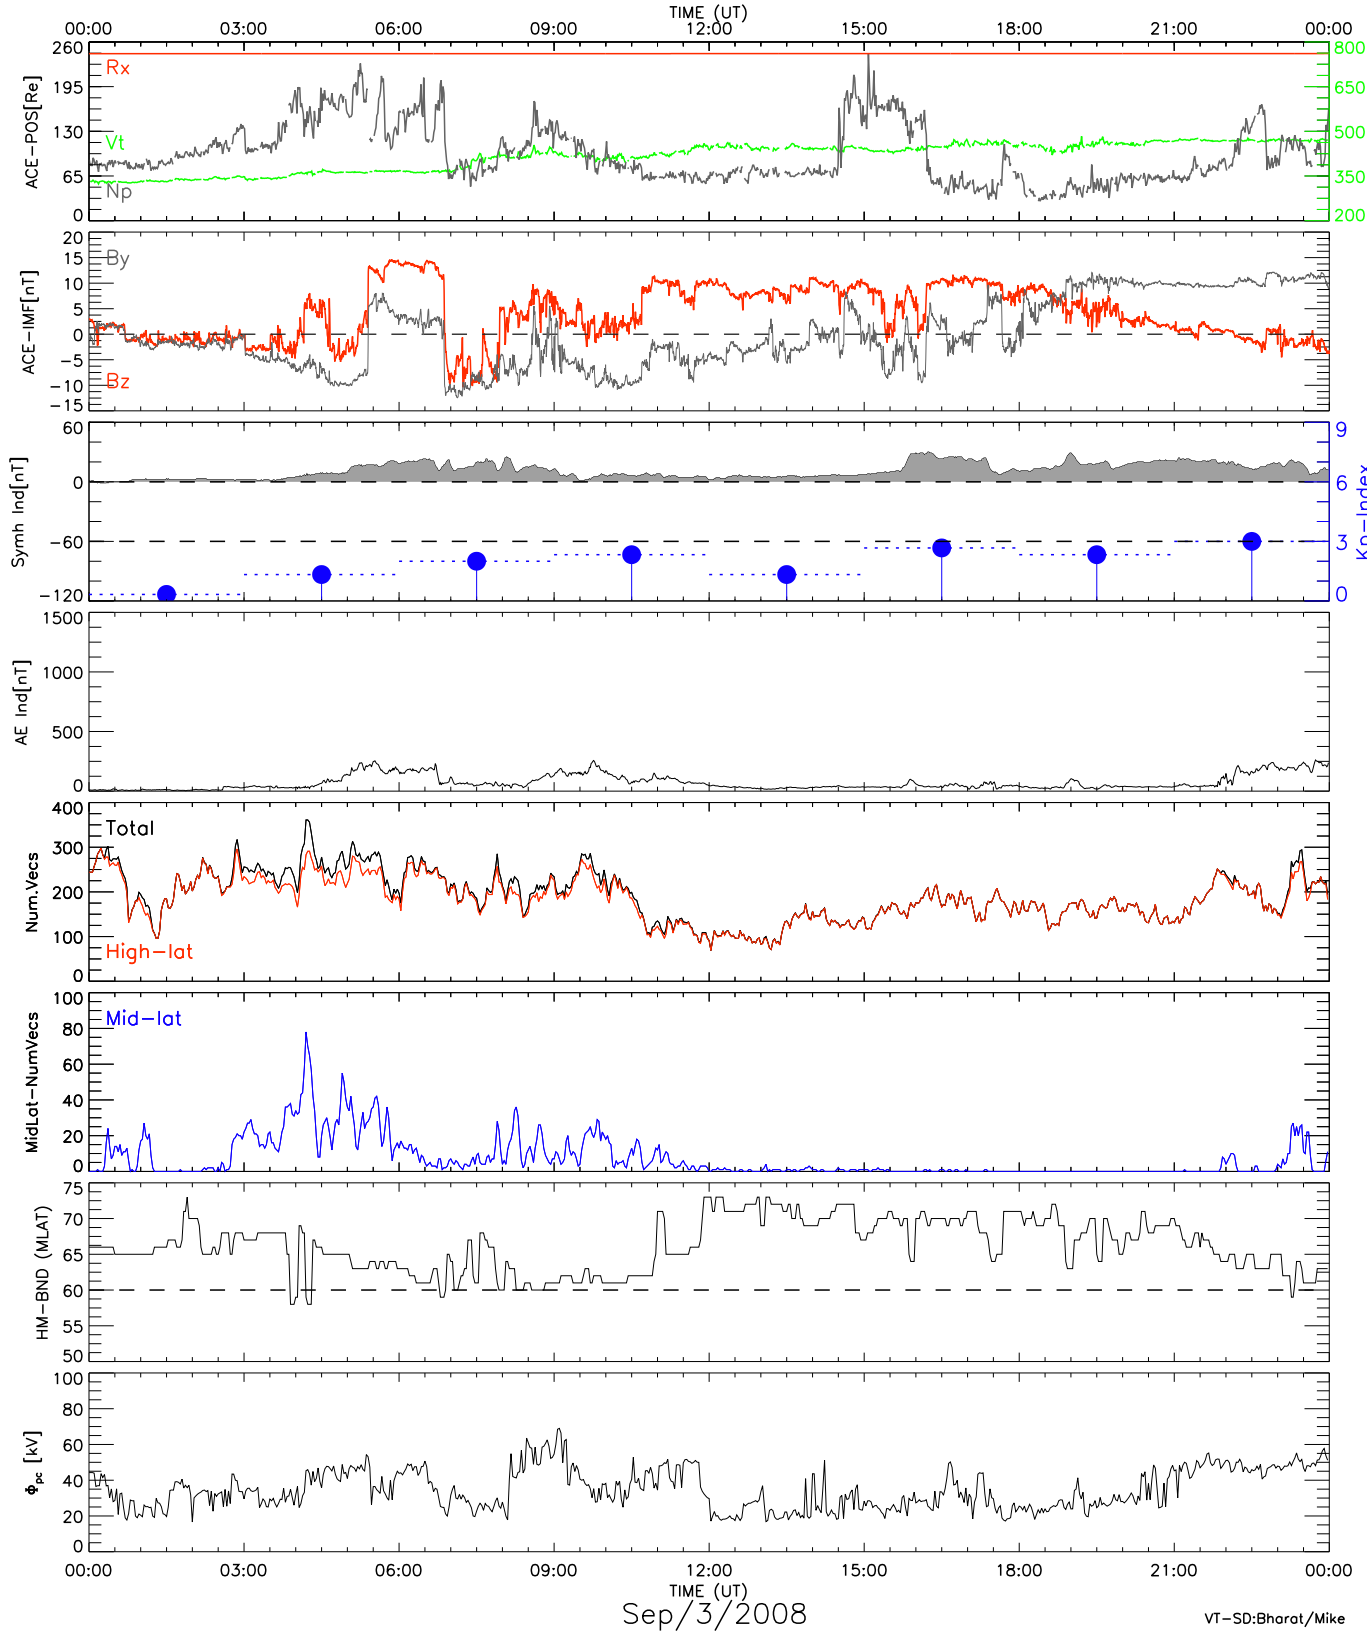 TIME (UT)
00:00 03:00 06:00 09:00 12:00 15:00 18:00 21:00 00:00
ACE-POS[Re]
260
195
130
65
0
Rx
Vt
Np
800
650
500
350
200
ACE-IMF[nT]
20
15
10
5
0
-5
-10
-15
By
Bz
Symh Ind[nT]
60
0
-60
-120
9
6
3
0
Kp-Index
AE Ind[nT]
1500
1000
500
0
Num.Vecs
400
300
200
100
0
Total
High-lat
MidLat-NumVecs
100
80
60
40
20
0
Mid-lat
HM-BND (MLAT)
75
70
65
60
55
50
Φpc [kV]
100
80
60
40
20
0
00:00 03:00 06:00 09:00 12:00 15:00 18:00 21:00 00:00
TIME (UT)
Sep/3/2008
VT-SD:Bharat/Mike